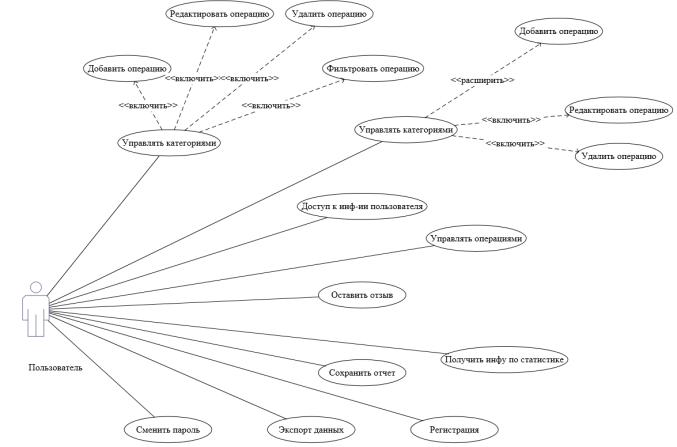 Редактировать операцию
Удалить операцию
Добавить операцию
Добавить операцию
Фильтровать операцию
<<включить>>
<<включить>>
<<расширить>>
<<включить>>
<<включить>>
Редактировать операцию
<<включить>>
Управлять категориями
Управлять категориями
<<включить>>
Удалить операцию
Доступ к инф-ии пользователя
Управлять операциями
Оставить отзыв
Получить инфу по статистике
Пользователь
Сохранить отчет
Сменить пароль
Экспорт данных
Регистрация